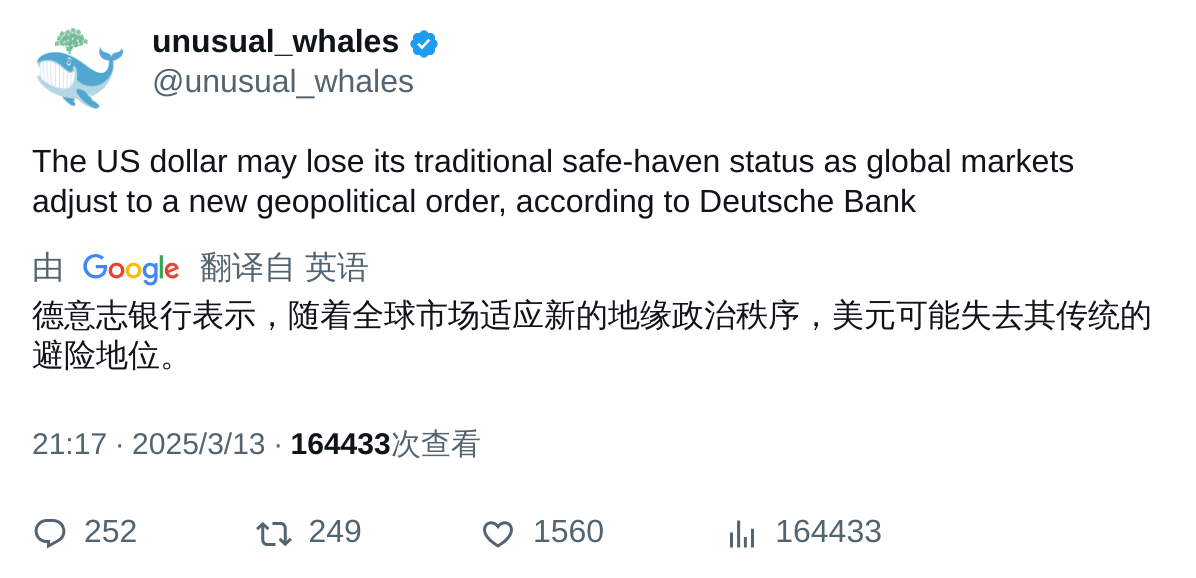 unusual_whales
@unusual_whales
The US dollar may lose its traditional safe-haven status as global markets
adjust to a new geopolitical order, according to Deutsche Bank
由 Google 翻译自 英语
德意志银行表示，随着全球市场适应新的地缘政治秩序，美元可能失去其传统的
避险地位。
21:17 · 2025/3/13 · 164433次查看
252 249 1560 164433